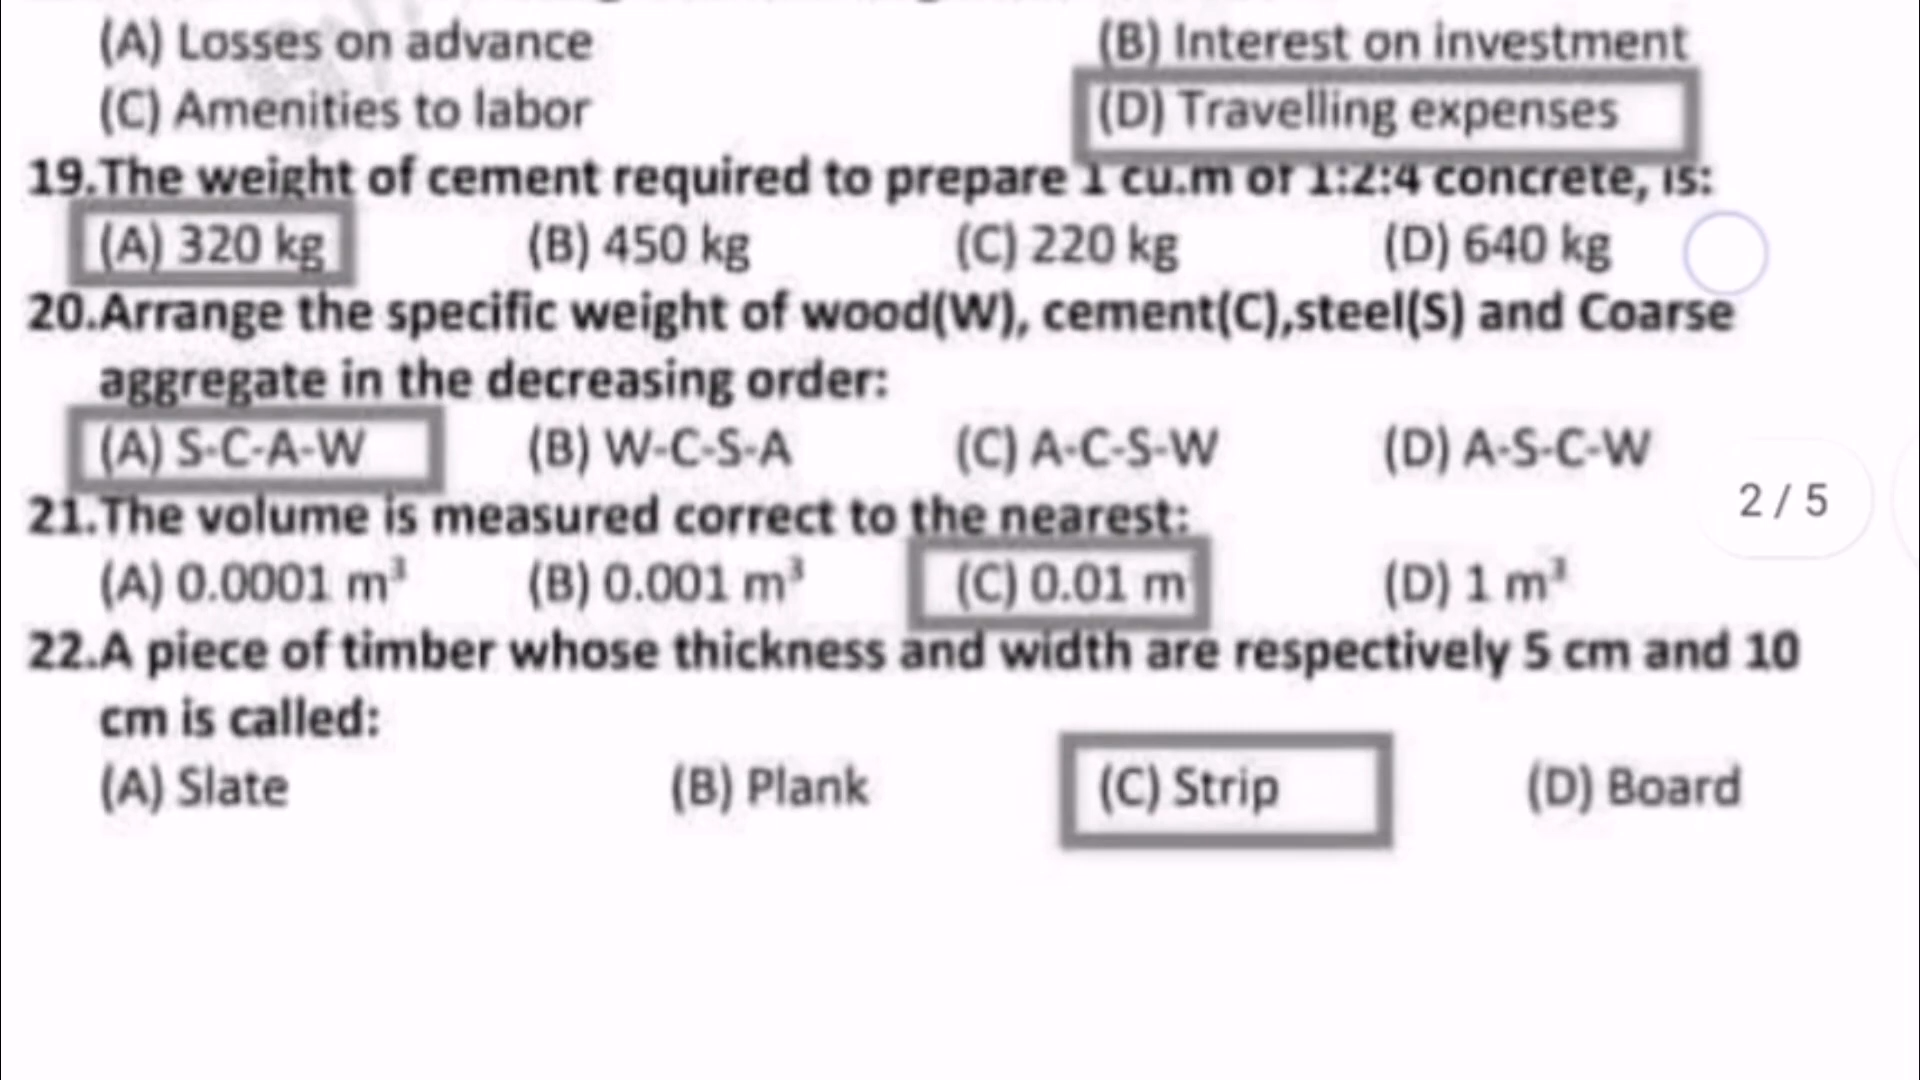 (A) Losses on advance (B) Interest on investment
(C) Amenities to labor (D) Travelling expenses
19.The weight of cement required to prepare 1 cu.m of 1:2:4 concrete, is:
(A) 320 kg (B) 450 kg (C) 220 kg (D) 640 kg
20.Arrange the specific weight of wood(W), cement(C),steel(S) and Coarse
aggregate in the decreasing order:
(A) S-C-A-W (B) W-C-S-A (C) A-C-S-W (D) A-S-C-W
2 / 5
21.The volume is measured correct to the nearest:
(A) 0.0001 m³ (B) 0.001 m³ (C) 0.01 m (D) 1 m³
22.A piece of timber whose thickness and width are respectively 5 cm and 10
cm is called:
(A) Slate (B) Plank (C) Strip (D) Board